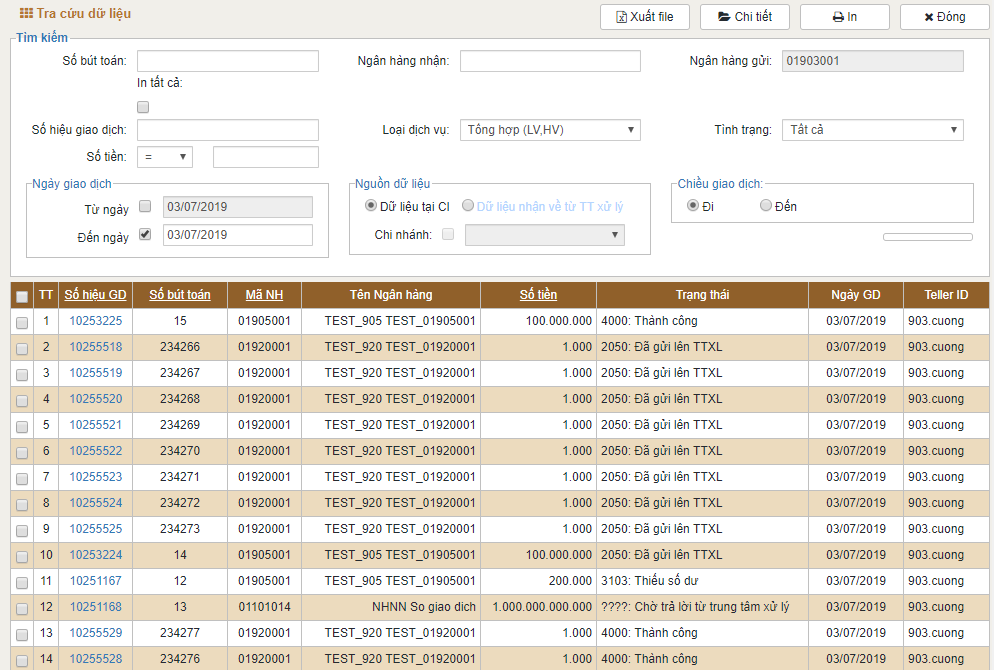 Tra cứu dữ liệu
Xuất file Chi tiết In Đóng
Tìm kiếm
Số bút toán: Ngân hàng nhận: Ngân hàng gửi: 01903001
In tất cả:
Số hiệu giao dịch: Loại dịch vụ: Tổng hợp (LV,HV) Tình trạng: Tất cả
Số tiền: =
Ngày giao dịch Nguồn dữ liệu Chiều giao dịch:
Từ ngày 03/07/2019 Dữ liệu tại CI Dữ liệu nhận về từ TT xử lý Đi Đến
Đến ngày 03/07/2019 Chi nhánh:
TT Số hiệu GD Số bút toán Mã NH Tên Ngân hàng Số tiền Trạng thái Ngày GD Teller ID
1 10253225 15 01905001 TEST_905 TEST_01905001 100.000.000 4000: Thành công 03/07/2019 903.cuong
2 10255518 234266 01920001 TEST_920 TEST_01920001 1.000 2050: Đã gửi lên TTXL 03/07/2019 903.cuong
3 10255519 234267 01920001 TEST_920 TEST_01920001 1.000 2050: Đã gửi lên TTXL 03/07/2019 903.cuong
4 10255520 234268 01920001 TEST_920 TEST_01920001 1.000 2050: Đã gửi lên TTXL 03/07/2019 903.cuong
5 10255521 234269 01920001 TEST_920 TEST_01920001 1.000 2050: Đã gửi lên TTXL 03/07/2019 903.cuong
6 10255522 234270 01920001 TEST_920 TEST_01920001 1.000 2050: Đã gửi lên TTXL 03/07/2019 903.cuong
7 10255523 234271 01920001 TEST_920 TEST_01920001 1.000 2050: Đã gửi lên TTXL 03/07/2019 903.cuong
8 10255524 234272 01920001 TEST_920 TEST_01920001 1.000 2050: Đã gửi lên TTXL 03/07/2019 903.cuong
9 10255525 234273 01920001 TEST_920 TEST_01920001 1.000 2050: Đã gửi lên TTXL 03/07/2019 903.cuong
10 10253224 14 01905001 TEST_905 TEST_01905001 100.000.000 2050: Đã gửi lên TTXL 03/07/2019 903.cuong
11 10251167 12 01905001 TEST_905 TEST_01905001 200.000 3103: Thiếu số dư 03/07/2019 903.cuong
12 10251168 13 01101014 NHNN So giao dich 1.000.000.000.000 ????: Chờ trả lời từ trung tâm xử lý 03/07/2019 903.cuong
13 10255529 234277 01920001 TEST_920 TEST_01920001 1.000 4000: Thành công 03/07/2019 903.cuong
14 10255528 234276 01920001 TEST_920 TEST_01920001 1.000 4000: Thành công 03/07/2019 903.cuong